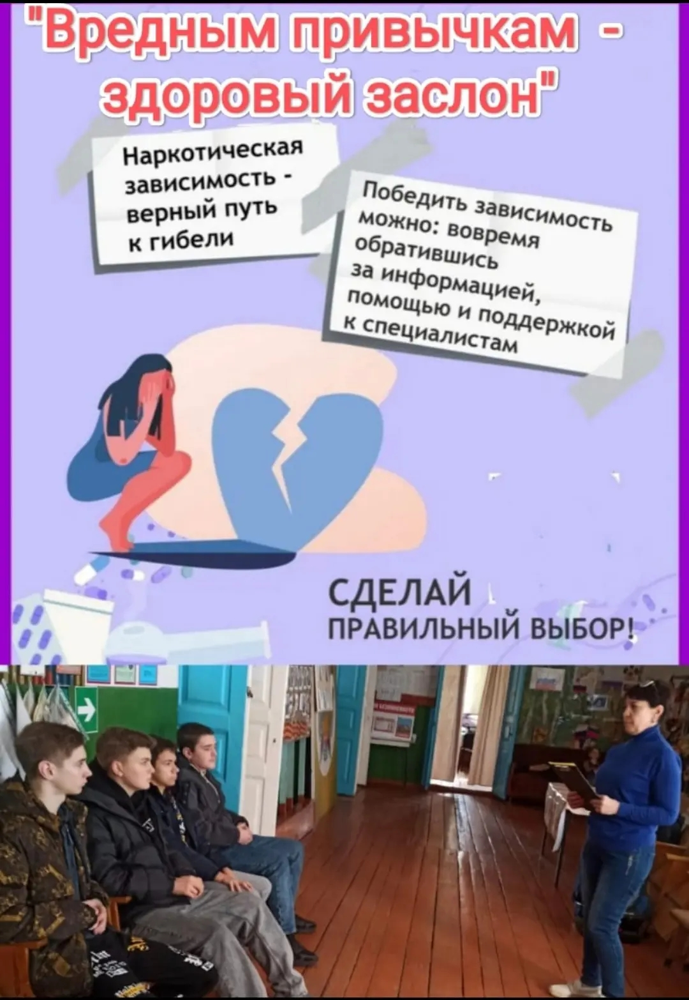 "Вредным привычкам -
здоровый заслон"
Наркотическая
зависимость -
верный путь
к гибели
Победить зависимость
можно: вовремя
обратившись
за информацией,
помощью и поддержкой
к специалистам
СДЕЛАЙ
ПРАВИЛЬНЫЙ ВЫБОР!